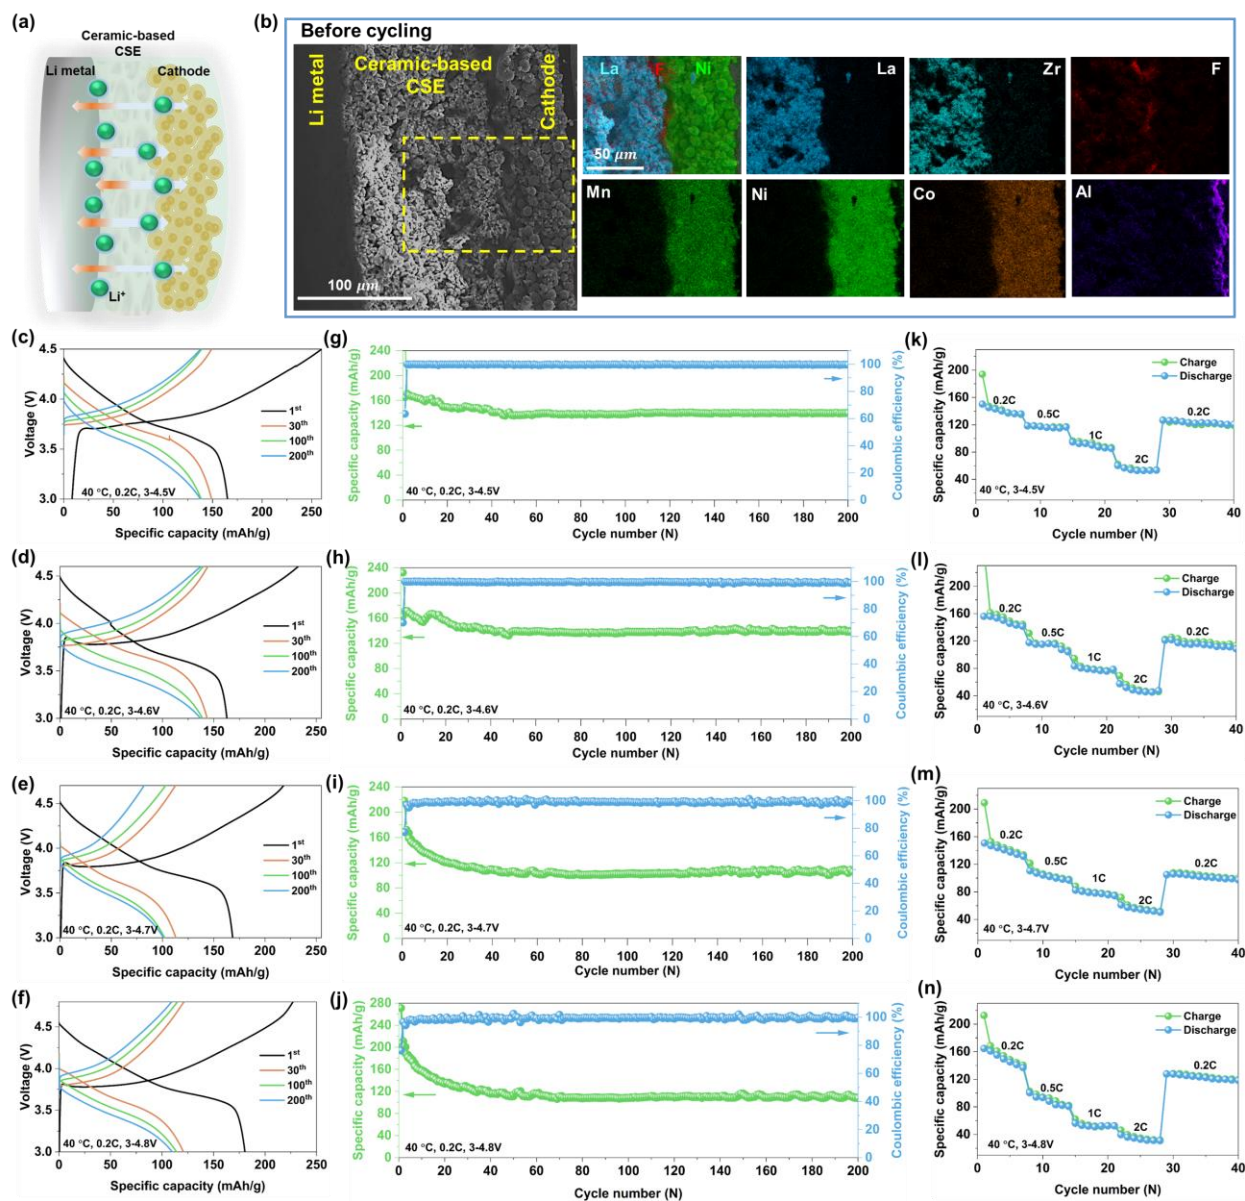 (a)
Ceramic-based
CSE
Li metal
Cathode
Li⁺
(b)
Before cycling
Li metal
Ceramic-based
CSE
Cathode
100 μm
La F Ni
50 μm
La
Zr
F
Mn
Ni
Co
Al
(c)
4.5
4.0
3.5
3.0
Voltage (V)
1st
30th
100th
200th
40 °C, 0.2C, 3-4.5V
0 50 100 150 200 250
Specific capacity (mAh/g)
(g)
240
200
160
120
80
40
0
Specific capacity (mAh/g)
100
80
60
40
20
0
Coulombic efficiency (%)
40 °C, 0.2C, 3-4.5V
0 20 40 60 80 100 120 140 160 180 200
Cycle number (N)
(k)
200
160
120
80
40
Specific capacity (mAh/g)
Charge
Discharge
0.2C
0.5C
1C
2C
0.2C
40 °C, 3-4.5V
0 10 20 30 40
Cycle number (N)
(d)
4.5
4.0
3.5
3.0
Voltage (V)
1st
30th
100th
200th
40 °C, 0.2C, 3-4.6V
0 50 100 150 200 250
Specific capacity (mAh/g)
(h)
240
200
160
120
80
40
0
Specific capacity (mAh/g)
100
80
60
40
20
0
Coulombic efficiency (%)
40 °C, 0.2C, 3-4.6V
0 20 40 60 80 100 120 140 160 180 200
Cycle number (N)
(l)
200
160
120
80
40
Specific capacity (mAh/g)
Charge
Discharge
0.2C
0.5C
1C
2C
0.2C
40 °C, 3-4.6V
0 10 20 30 40
Cycle number (N)
(e)
4.5
4.0
3.5
3.0
Voltage (V)
1st
30th
100th
200th
40 °C, 0.2C, 3-4.7V
0 50 100 150 200 250
Specific capacity (mAh/g)
(i)
240
200
160
120
80
40
0
Specific capacity (mAh/g)
100
80
60
40
20
0
Coulombic efficiency (%)
40 °C, 0.2C, 3-4.7V
0 20 40 60 80 100 120 140 160 180 200
Cycle number (N)
(m)
200
160
120
80
40
Specific capacity (mAh/g)
Charge
Discharge
0.2C
0.5C
1C
2C
0.2C
40 °C, 3-4.7V
0 10 20 30 40
Cycle number (N)
(f)
4.5
4.0
3.5
3.0
Voltage (V)
1st
30th
100th
200th
40 °C, 0.2C, 3-4.8V
0 50 100 150 200 250
Specific capacity (mAh/g)
(j)
280
240
200
160
120
80
40
0
Specific capacity (mAh/g)
100
80
60
40
20
0
Coulombic efficiency (%)
40 °C, 0.2C, 3-4.8V
0 20 40 60 80 100 120 140 160 180 200
Cycle number (N)
(n)
200
160
120
80
40
Specific capacity (mAh/g)
Charge
Discharge
0.2C
0.5C
1C
2C
0.2C
40 °C, 3-4.8V
0 10 20 30 40
Cycle number (N)